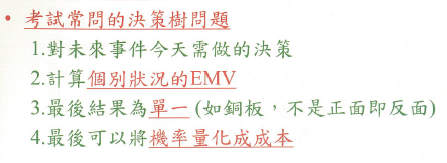 • 考試常問的決策樹問題
1.對未來事件今天需做的決策
2.計算個別狀況的EMV
3.最後結果為單一 (如銅板，不是正面即反面)
4.最後可以將機率量化成成本